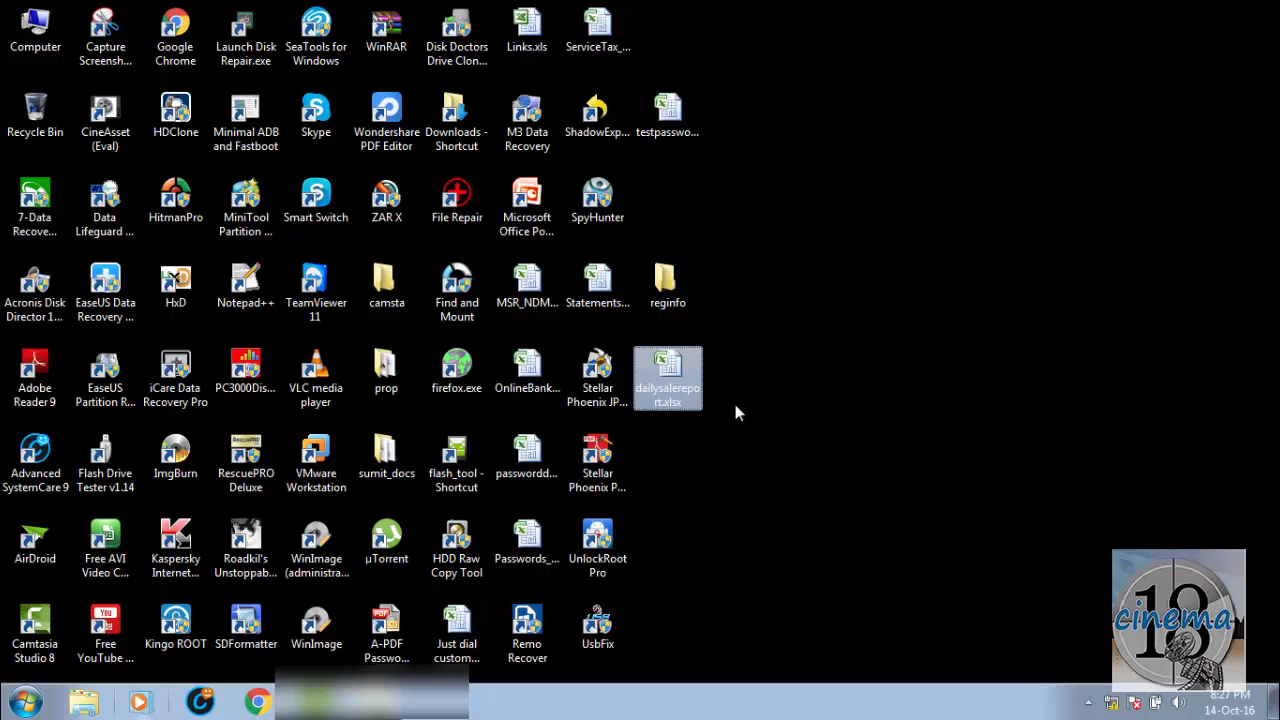 Computer
Capture
Screensh...
Google
Chrome
Launch Disk
Repair.exe
SeaTools for
Windows
WinRAR
Disk Doctors
Drive Clon...
Links.xls
ServiceTax_...
Recycle Bin
CineAsset
(Eval)
HDClone
Minimal ADB
and Fastboot
Skype
Wondershare
PDF Editor
Downloads -
Shortcut
M3 Data
Recovery
ShadowExp...
testpasswo...
7-Data
Recove...
Data
Lifeguard ...
HitmanPro
MiniTool
Partition ...
Smart Switch
ZAR X
File Repair
Microsoft
Office Po...
SpyHunter
Acronis Disk
Director 1...
EaseUS Data
Recovery ...
HxD
Notepad++
TeamViewer
11
camsta
Find and
Mount
MSR_NDM...
Statements...
reginfo
Adobe
Reader 9
EaseUS
Partition R...
iCare Data
Recovery Pro
PC3000Dis...
VLC media
player
prop
firefox.exe
OnlineBank...
Stellar
Phoenix JP...
dailysalerepo
rt.xlsx
Advanced
SystemCare 9
Flash Drive
Tester v1.14
ImgBurn
RescuePRO
Deluxe
VMware
Workstation
sumit_docs
flash_tool -
Shortcut
passwordd...
Stellar
Phoenix P...
AirDroid
Free AVI
Video C...
Kaspersky
Internet...
Roadkil's
Unstoppab...
WinImage
(administra...
µTorrent
HDD Raw
Copy Tool
Passwords_...
UnlockRoot
Pro
Camtasia
Studio 8
Free
YouTube ...
Kingo ROOT
SDFormatter
WinImage
A-PDF
Passwo...
Just dial
custom...
Remo
Recover
UsbFix
18
cinema
8:27 PM
14-Oct-16